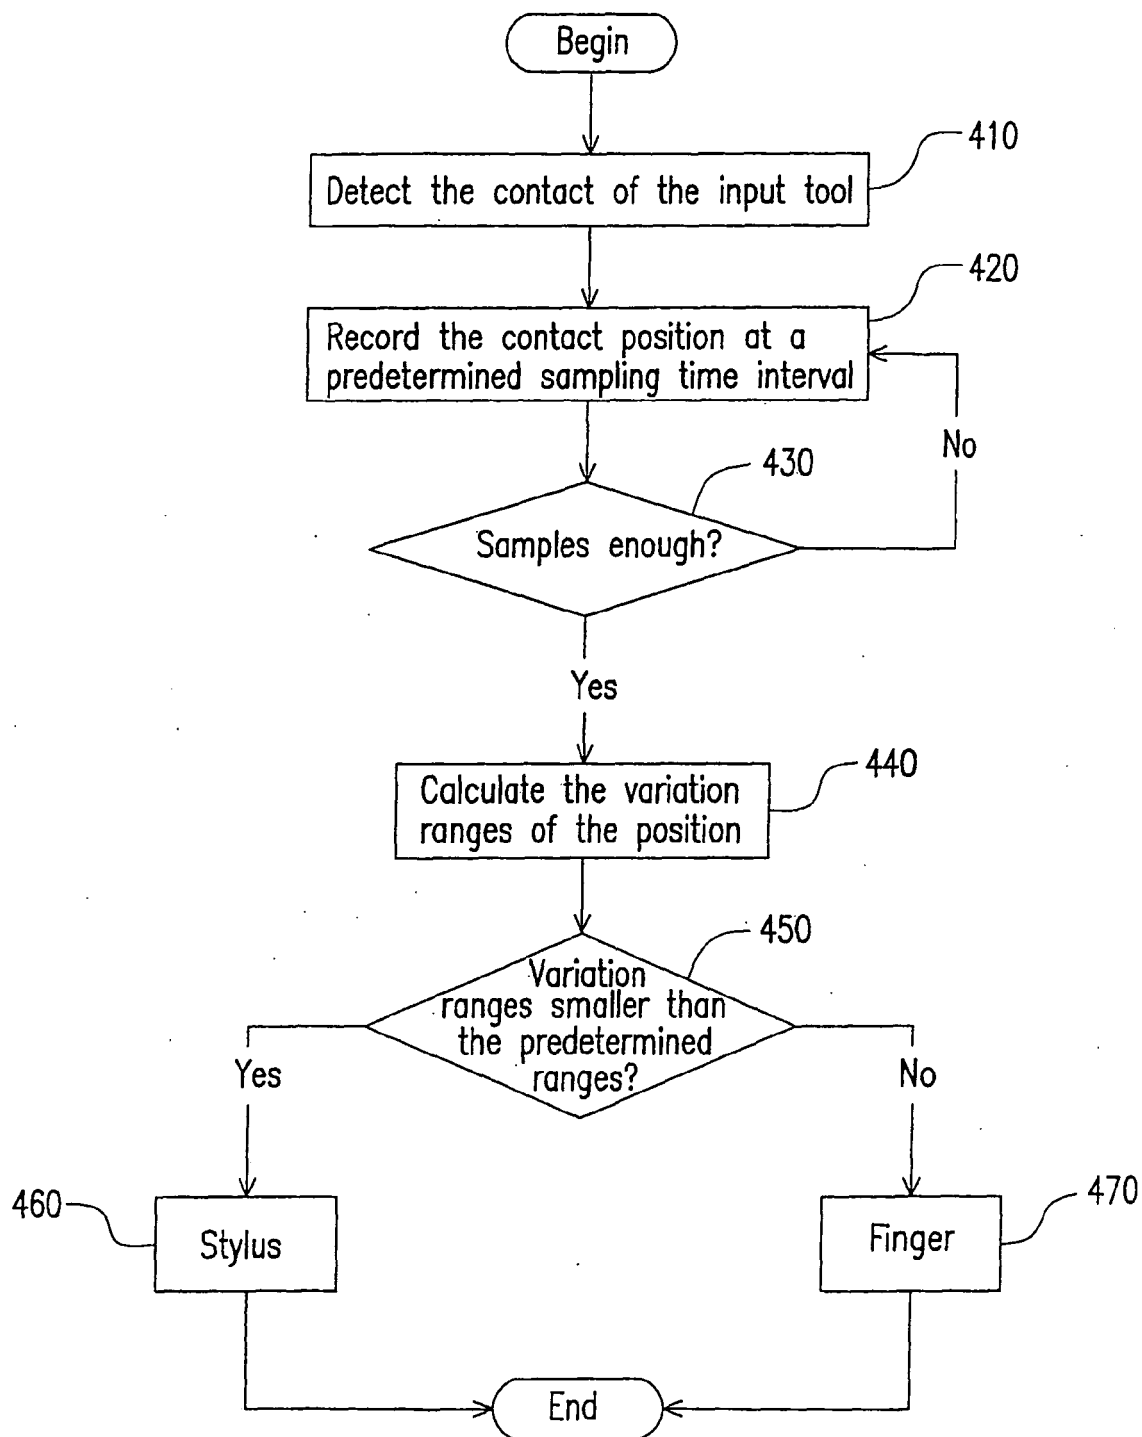 Begin
410
Detect the contact of the input tool
420
Record the contact position at a
predetermined sampling time interval
No
430
Samples enough?
Yes
440
Calculate the variation
ranges of the position
450
Variation
ranges smaller than
the predetermined
ranges?
Yes
No
460
Stylus
470
Finger
End